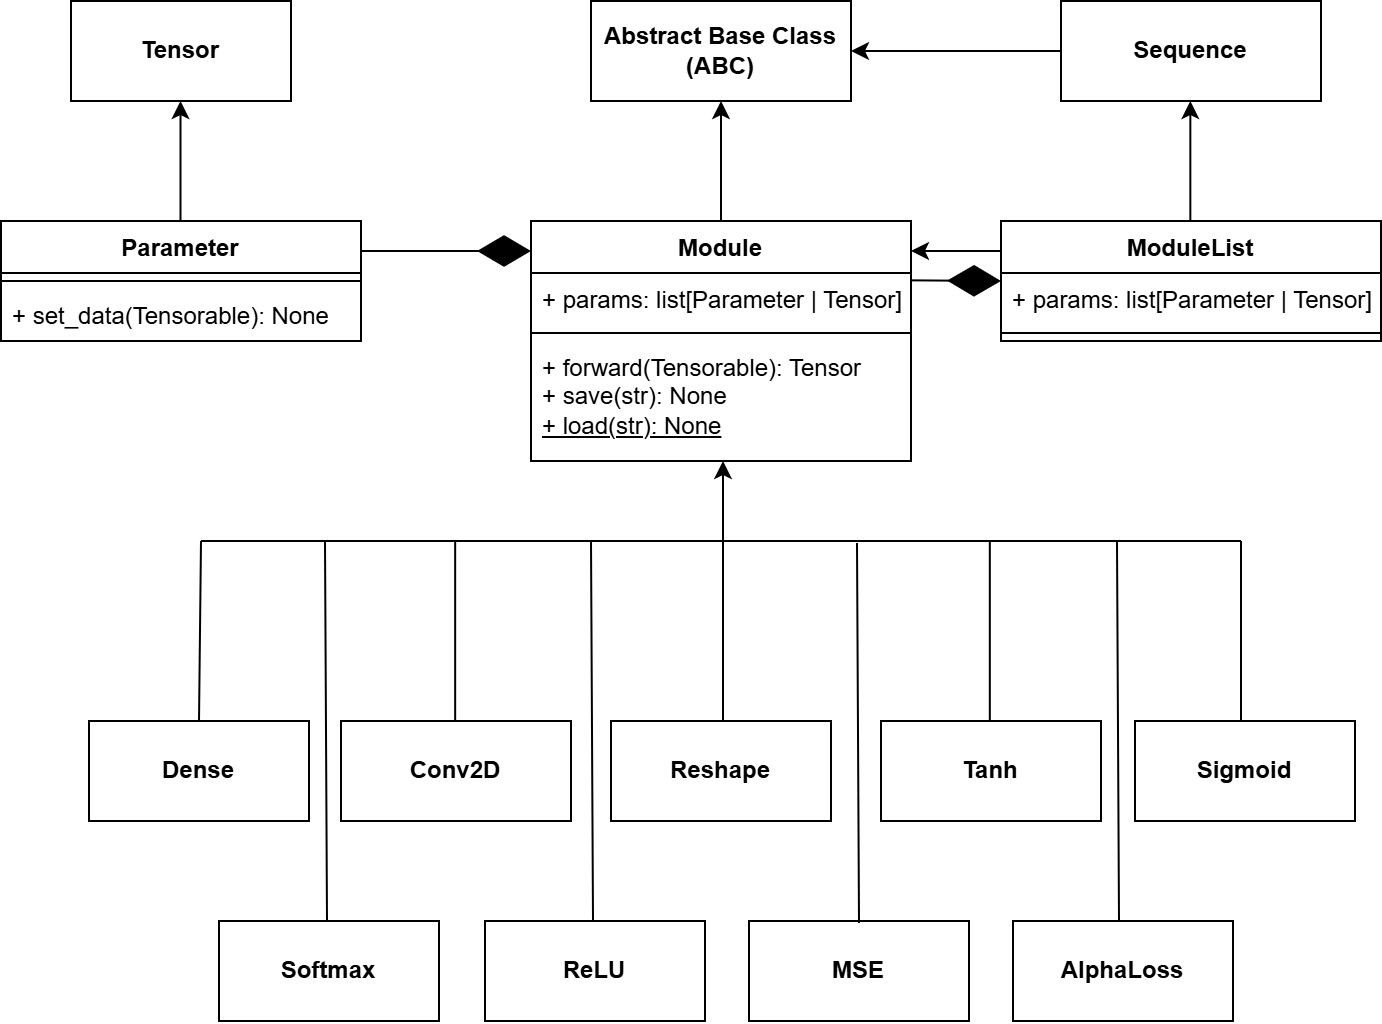 Tensor
Abstract Base Class
(ABC)
Sequence
Parameter
+ set_data(Tensorable): None
Module
+ params: list[Parameter | Tensor]
+ forward(Tensorable): Tensor
+ save(str): None
+ load(str): None
ModuleList
+ params: list[Parameter | Tensor]
Dense
Conv2D
Reshape
Tanh
Sigmoid
Softmax
ReLU
MSE
AlphaLoss